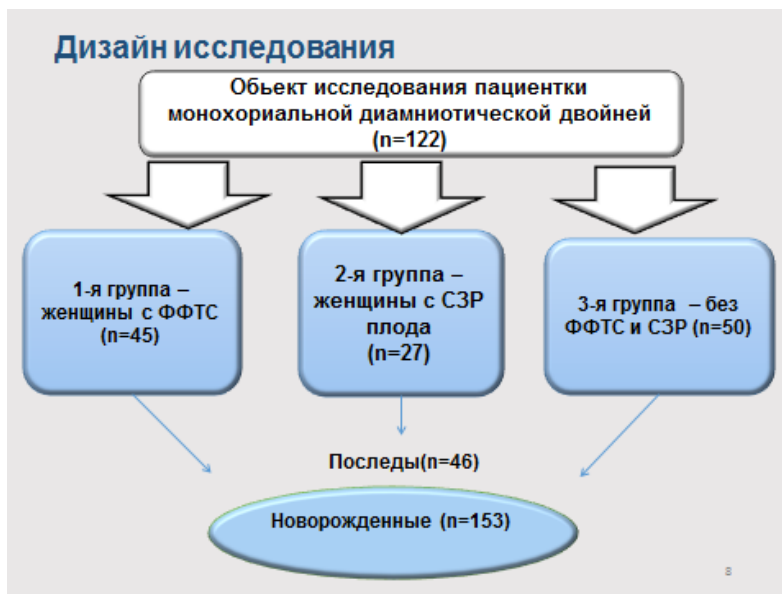 Дизайн исследования
Обьект исследования пациентки
монохориальной диамниотической двойней
(n=122)
1-я группа –
женщины с ФФТС
(n=45)
2-я группа –
женщины с СЗР
плода
(n=27)
3-я группа – без
ФФТС и СЗР (n=50)
Последы(n=46)
Новорожденные (n=153)
8